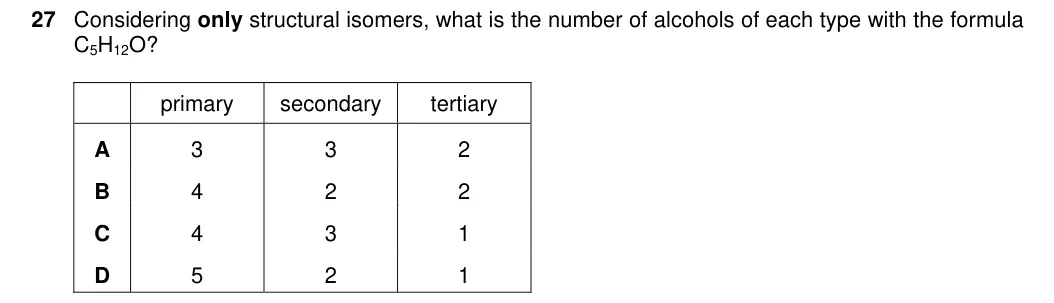 27 Considering only structural isomers, what is the number of alcohols of each type with the formula
C₅H₁₂O?
primary secondary tertiary
A 3 3 2
B 4 2 2
C 4 3 1
D 5 2 1